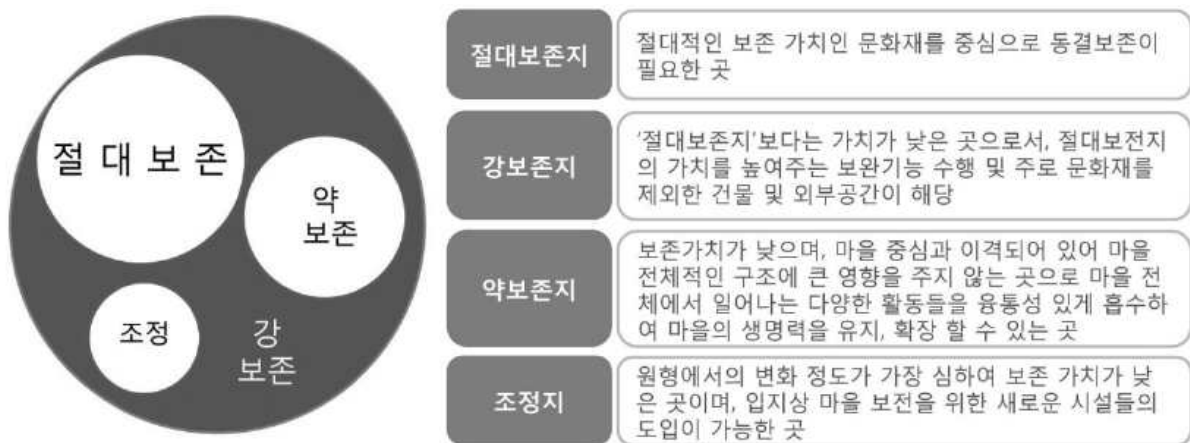 절 대 보 존
약
보존
조정
강
보존
절대보존지
절대적인 보존 가치인 문화재를 중심으로 동결보존이
필요한 곳
강보존지
‘절대보존지’보다는 가치가 낮은 곳으로서, 절대보전지
의 가치를 높여주는 보완기능 수행 및 주로 문화재를
제외한 건물 및 외부공간이 해당
약보존지
보존가치가 낮으며, 마을 중심과 이격되어 있어 마을
전체적인 구조에 큰 영향을 주지 않는 곳으로 마을 전
체에서 일어나는 다양한 활동들을 융통성 있게 흡수하
여 마을의 생명력을 유지, 확장 할 수 있는 곳
조정지
원형에서의 변화 정도가 가장 심하여 보존 가치가 낮
은 곳이며, 입지상 마을 보전을 위한 새로운 시설들의
도입이 가능한 곳